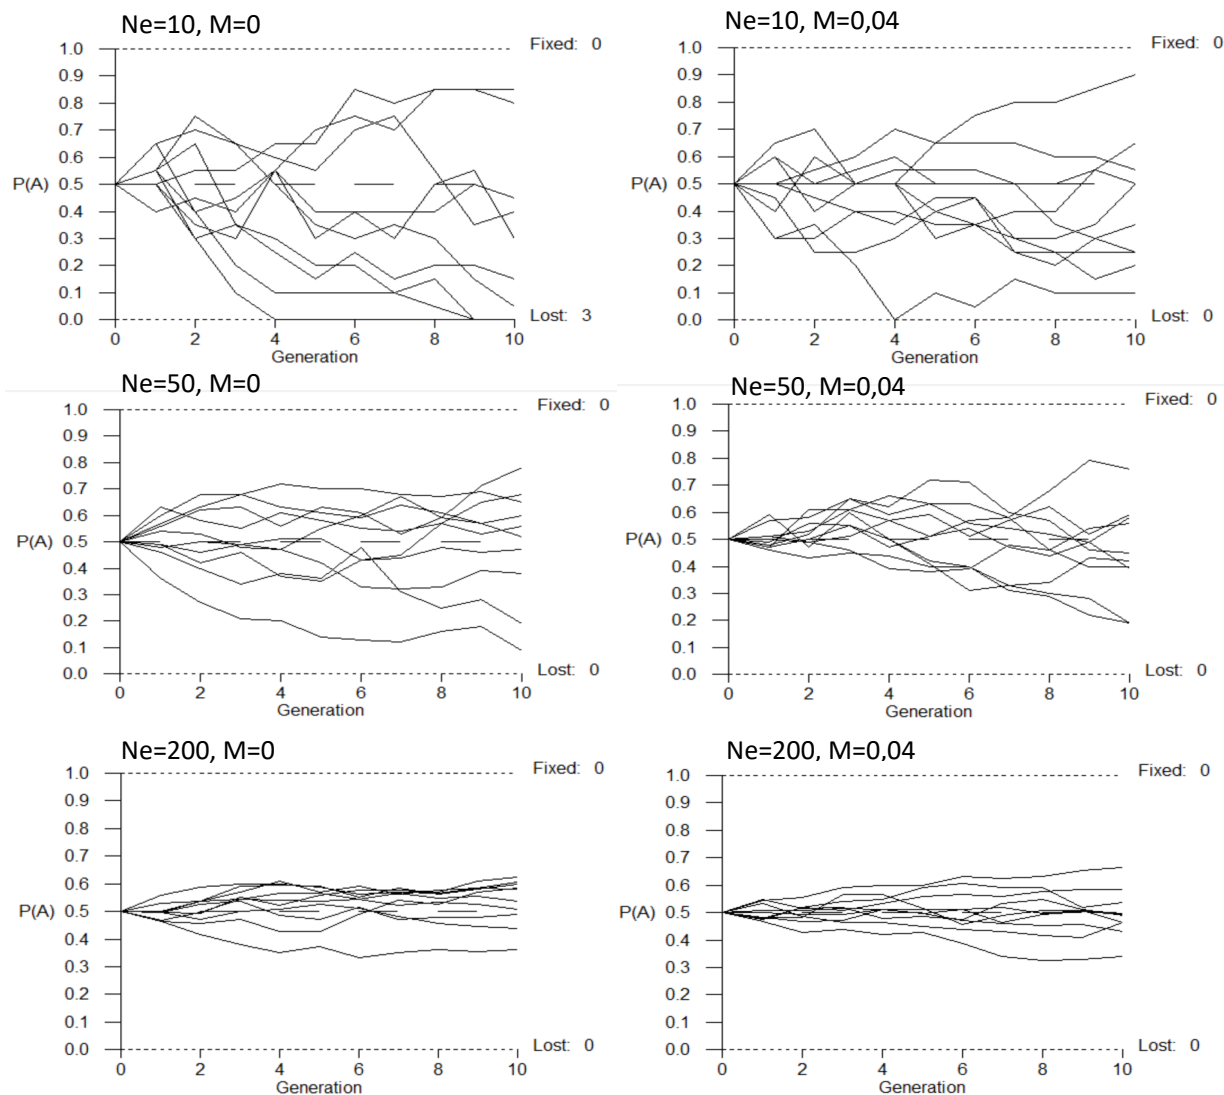 Ne=10, M=0
Fixed: 0
1.0
0.9
0.8
0.7
0.6
P(A) 0.5
0.4
0.3
0.2
0.1
0.0
Lost: 3
0 2 4 6 8 10
Generation
Ne=10, M=0,04
Fixed: 0
1.0
0.9
0.8
0.7
0.6
P(A) 0.5
0.4
0.3
0.2
0.1
0.0
Lost: 0
0 2 4 6 8 10
Generation
Ne=50, M=0
Fixed: 0
1.0
0.9
0.8
0.7
0.6
P(A) 0.5
0.4
0.3
0.2
0.1
0.0
Lost: 0
0 2 4 6 8 10
Generation
Ne=50, M=0,04
Fixed: 0
1.0
0.9
0.8
0.7
0.6
P(A) 0.5
0.4
0.3
0.2
0.1
0.0
Lost: 0
0 2 4 6 8 10
Generation
Ne=200, M=0
Fixed: 0
1.0
0.9
0.8
0.7
0.6
P(A) 0.5
0.4
0.3
0.2
0.1
0.0
Lost: 0
0 2 4 6 8 10
Generation
Ne=200, M=0,04
Fixed: 0
1.0
0.9
0.8
0.7
0.6
P(A) 0.5
0.4
0.3
0.2
0.1
0.0
Lost: 0
0 2 4 6 8 10
Generation